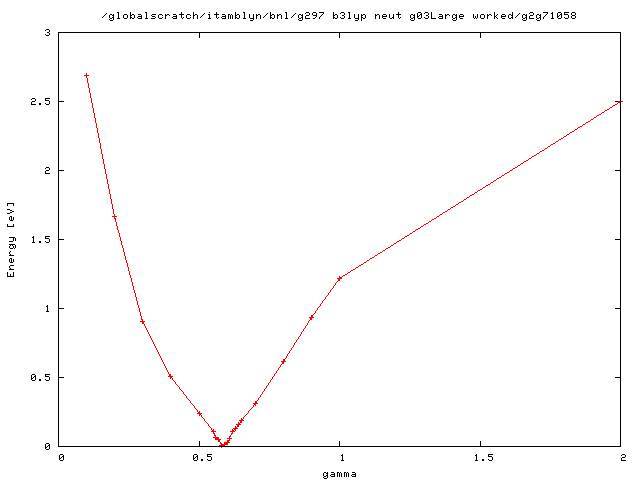 /globalscratch/itamblyn/bnl/g297 b3lyp neut g03Large worked/g2g71058
3
2.5
2
1.5
1
0.5
0
Energy [eV]
0 0.5 1 1.5 2
gamma